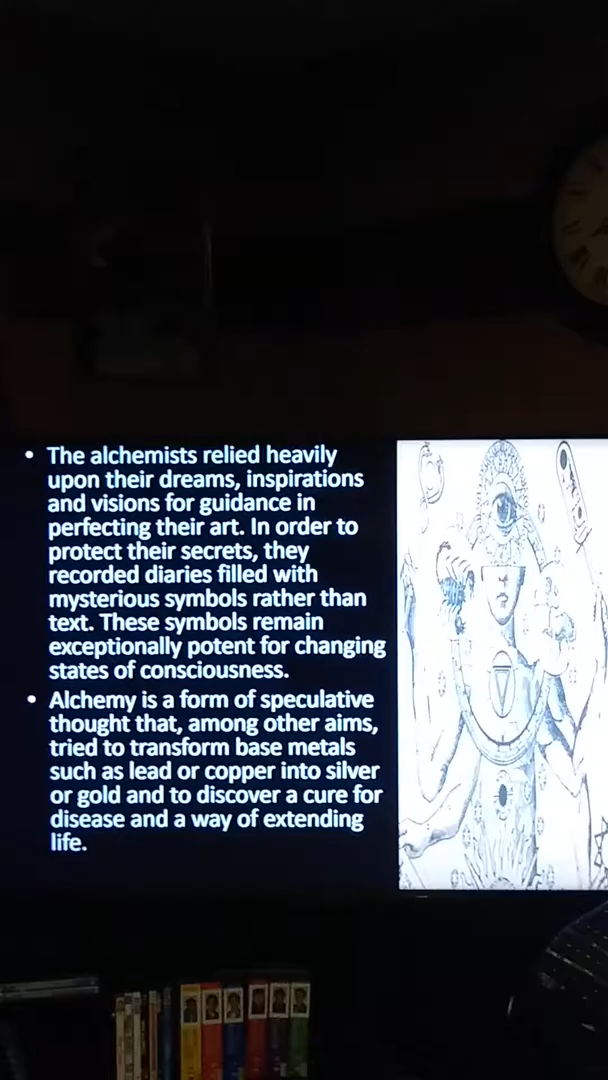 • The alchemists relied heavily
upon their dreams, inspirations
and visions for guidance in
perfecting their art. In order to
protect their secrets, they
recorded diaries filled with
mysterious symbols rather than
text. These symbols remain
exceptionally potent for changing
states of consciousness.
• Alchemy is a form of speculative
thought that, among other aims,
tried to transform base metals
such as lead or copper into silver
or gold and to discover a cure for
disease and a way of extending
life.